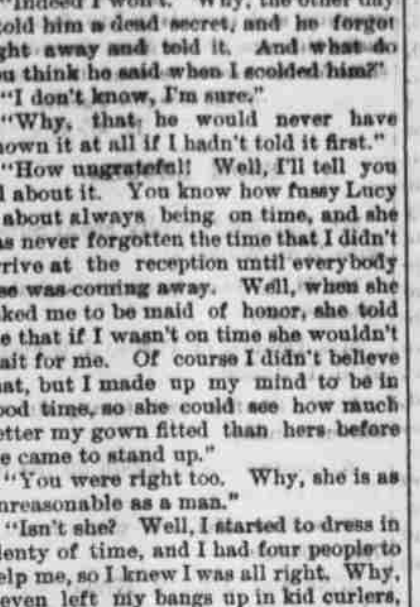 "Indeed I won't. Why, the other day
told him a dead secret, and he forgot
ght away and told it. And what do
ou think he said when I scolded him?"
"I don't know, I'm sure."
"Why, that he would never have
nown it at all if I hadn't told it first."
"How ungrateful! Well, I'll tell you
l about it. You know how fussy Lucy
about always being on time, and she
as never forgotten the time that I didn't
rrive at the reception until everybody
se was coming away. Well, when she
ked me to be maid of honor, she told
e that if I wasn't on time she wouldn't
ait for me. Of course I didn't believe
hat, but I made up my mind to be in
ood time, so she could see how much
etter my gown fitted than hers before
e came to stand up."
"You were right too. Why, she is as
nreasonable as a man."
"Isn't she? Well, I started to dress in
lenty of time, and I had four people to
elp me, so I knew I was all right. Why,
even left my bangs up in kid curlers,